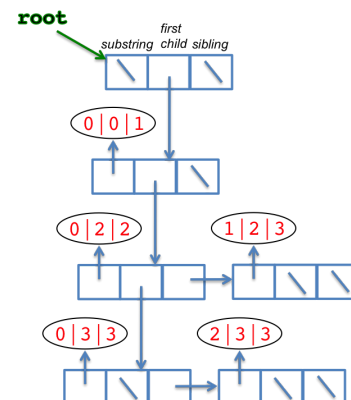 root
first
substring child sibling
0|0|1
0|2|2 1|2|3
0|3|3 2|3|3